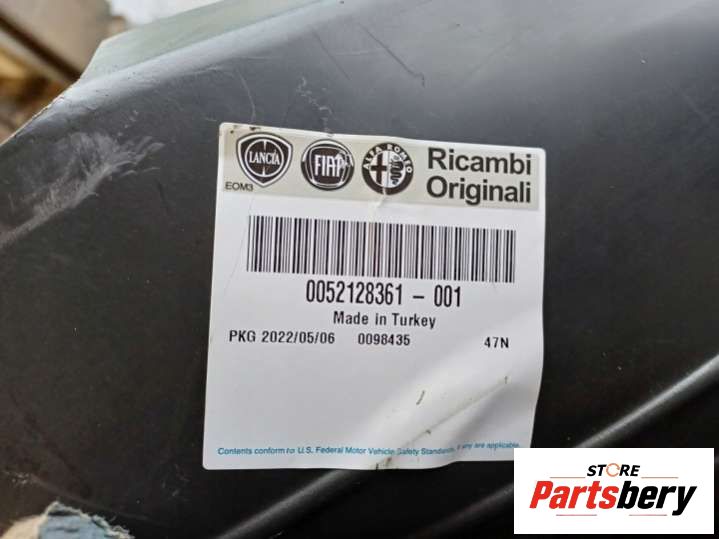 LANCIA
FIAT
ALFA ROMEO
Ricambi
Originali
EOM3
0052128361 - 001
Made in Turkey
PKG 2022/05/06 0098435 47N
Contents conform to U.S. Federal Motor Vehicle Safety Standards, if any are applicable.
STORE
Partsbery